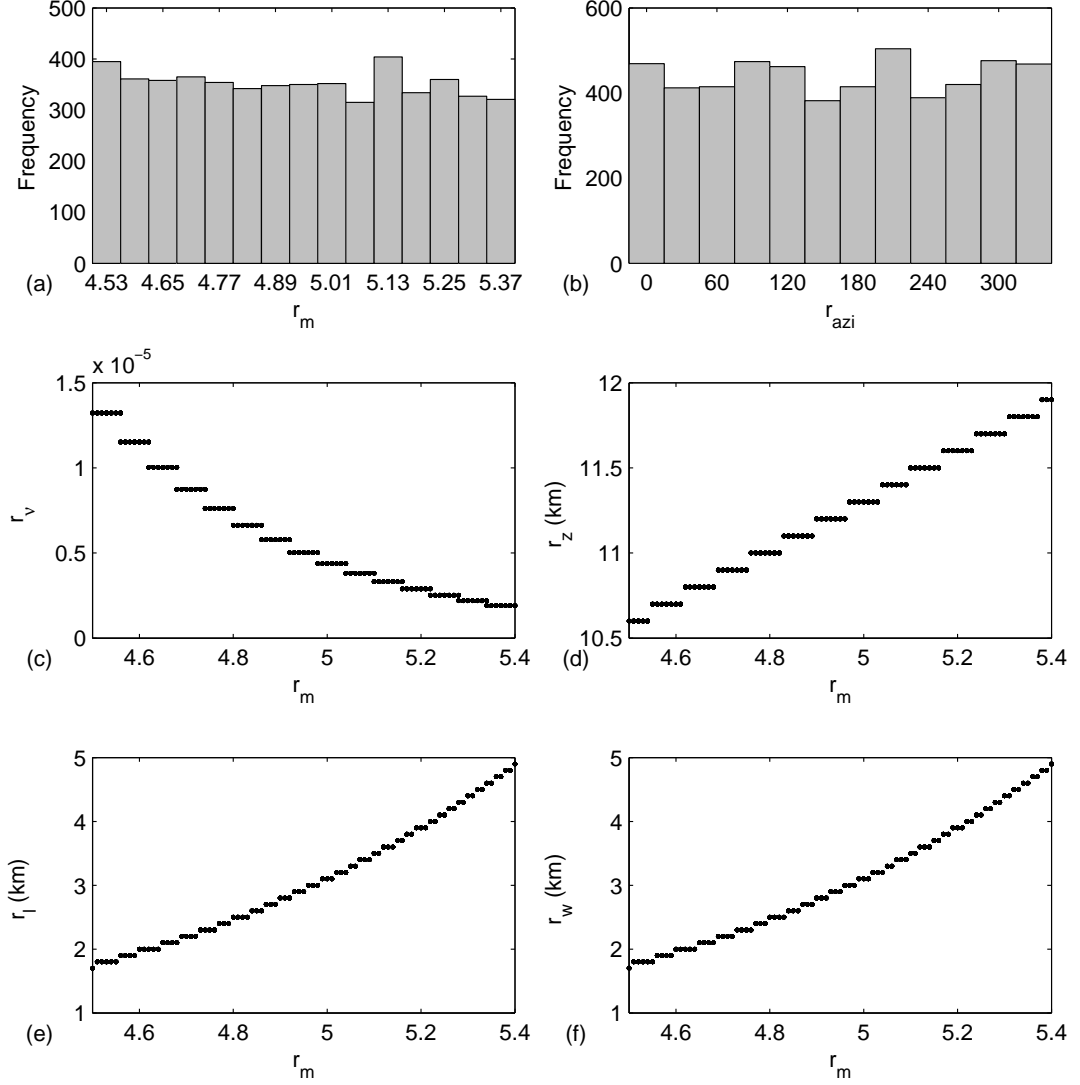 500
400
300
200
100
0
Frequency
4.53 4.65 4.77 4.89 5.01 5.13 5.25 5.37
r_m
(a)
600
400
200
0
Frequency
0 60 120 180 240 300
r_azi
(b)
x 10^−5
1.5
1
0.5
0
r_ν
4.6 4.8 5 5.2 5.4
r_m
(c)
12
11.5
11
10.5
r_z (km)
4.6 4.8 5 5.2 5.4
r_m
(d)
5
4
3
2
1
r_l (km)
4.6 4.8 5 5.2 5.4
r_m
(e)
5
4
3
2
1
r_w (km)
4.6 4.8 5 5.2 5.4
r_m
(f)